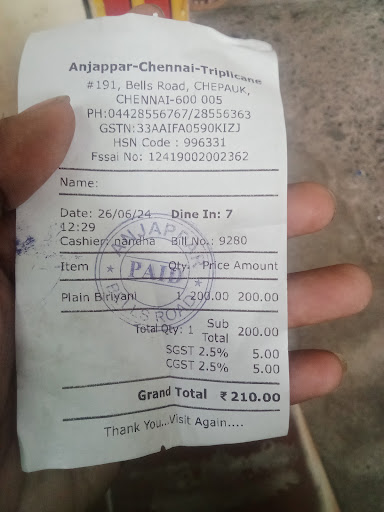 Anjappar-Chennai-Triplicane
#191, Bells Road, CHEPAUK,
CHENNAI-600 005
PH:04428556767/28556363
GSTN:33AAIFA0590KIZJ
HSN Code : 996331
Fssai No: 12419002002362
Name:
Date: 26/06/24 Dine In: 7
12:29
Cashier: nandha Bill No.: 9280
ANJAPPAR
PAID
BELLS ROAD
Item Qty. Price Amount
Plain Biriyani 1 200.00 200.00
Total Qty: 1 Sub Total 200.00
SGST 2.5% 5.00
CGST 2.5% 5.00
Grand Total ₹ 210.00
Thank You...Visit Again....